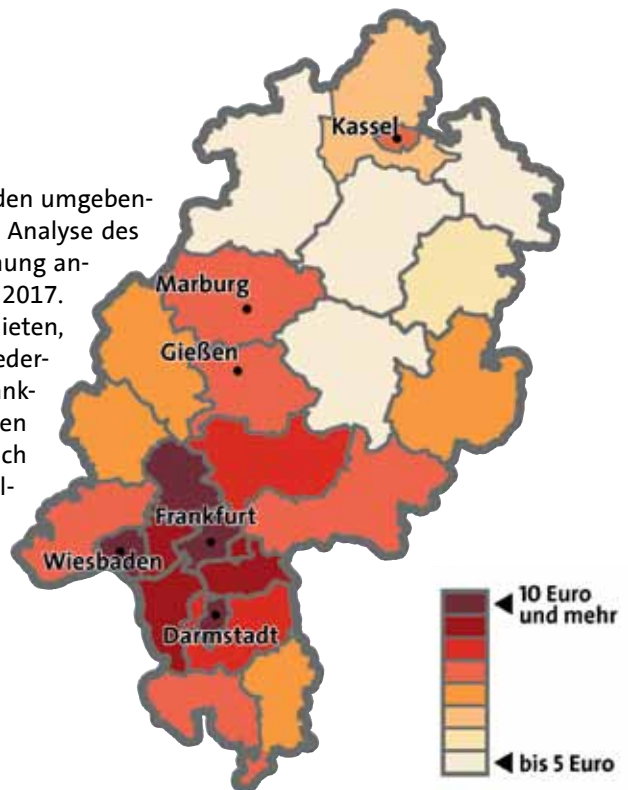 Kassel
den umgeben-
Analyse des
nung an-
2017.
ieten,
eder-
ank-
en
ch
l-
Marburg
Gießen
Frankfurt
Wiesbaden
Darmstadt
10 Euro
und mehr
bis 5 Euro